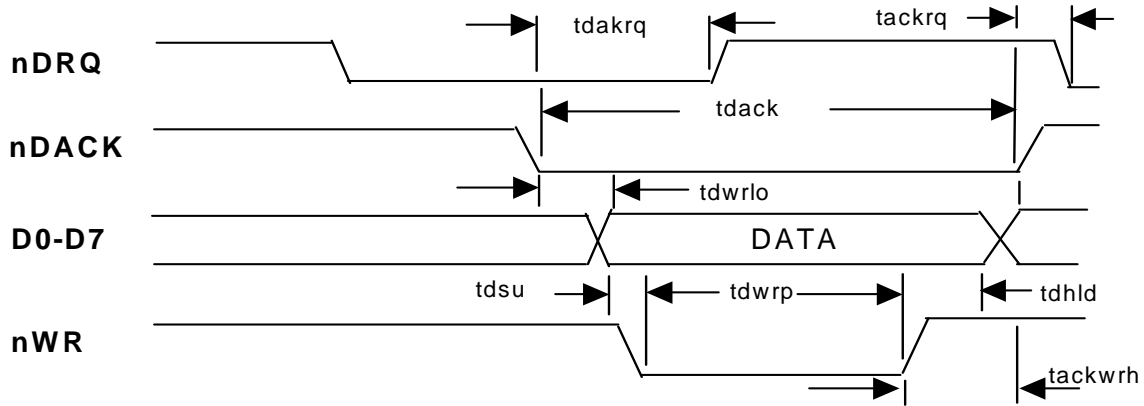 tdakrq tackrq
nDRQ
tdack
nDACK
tdwrlo
D0-D7 DATA
tdsu tdwrp tdhld
nWR
tackwrh